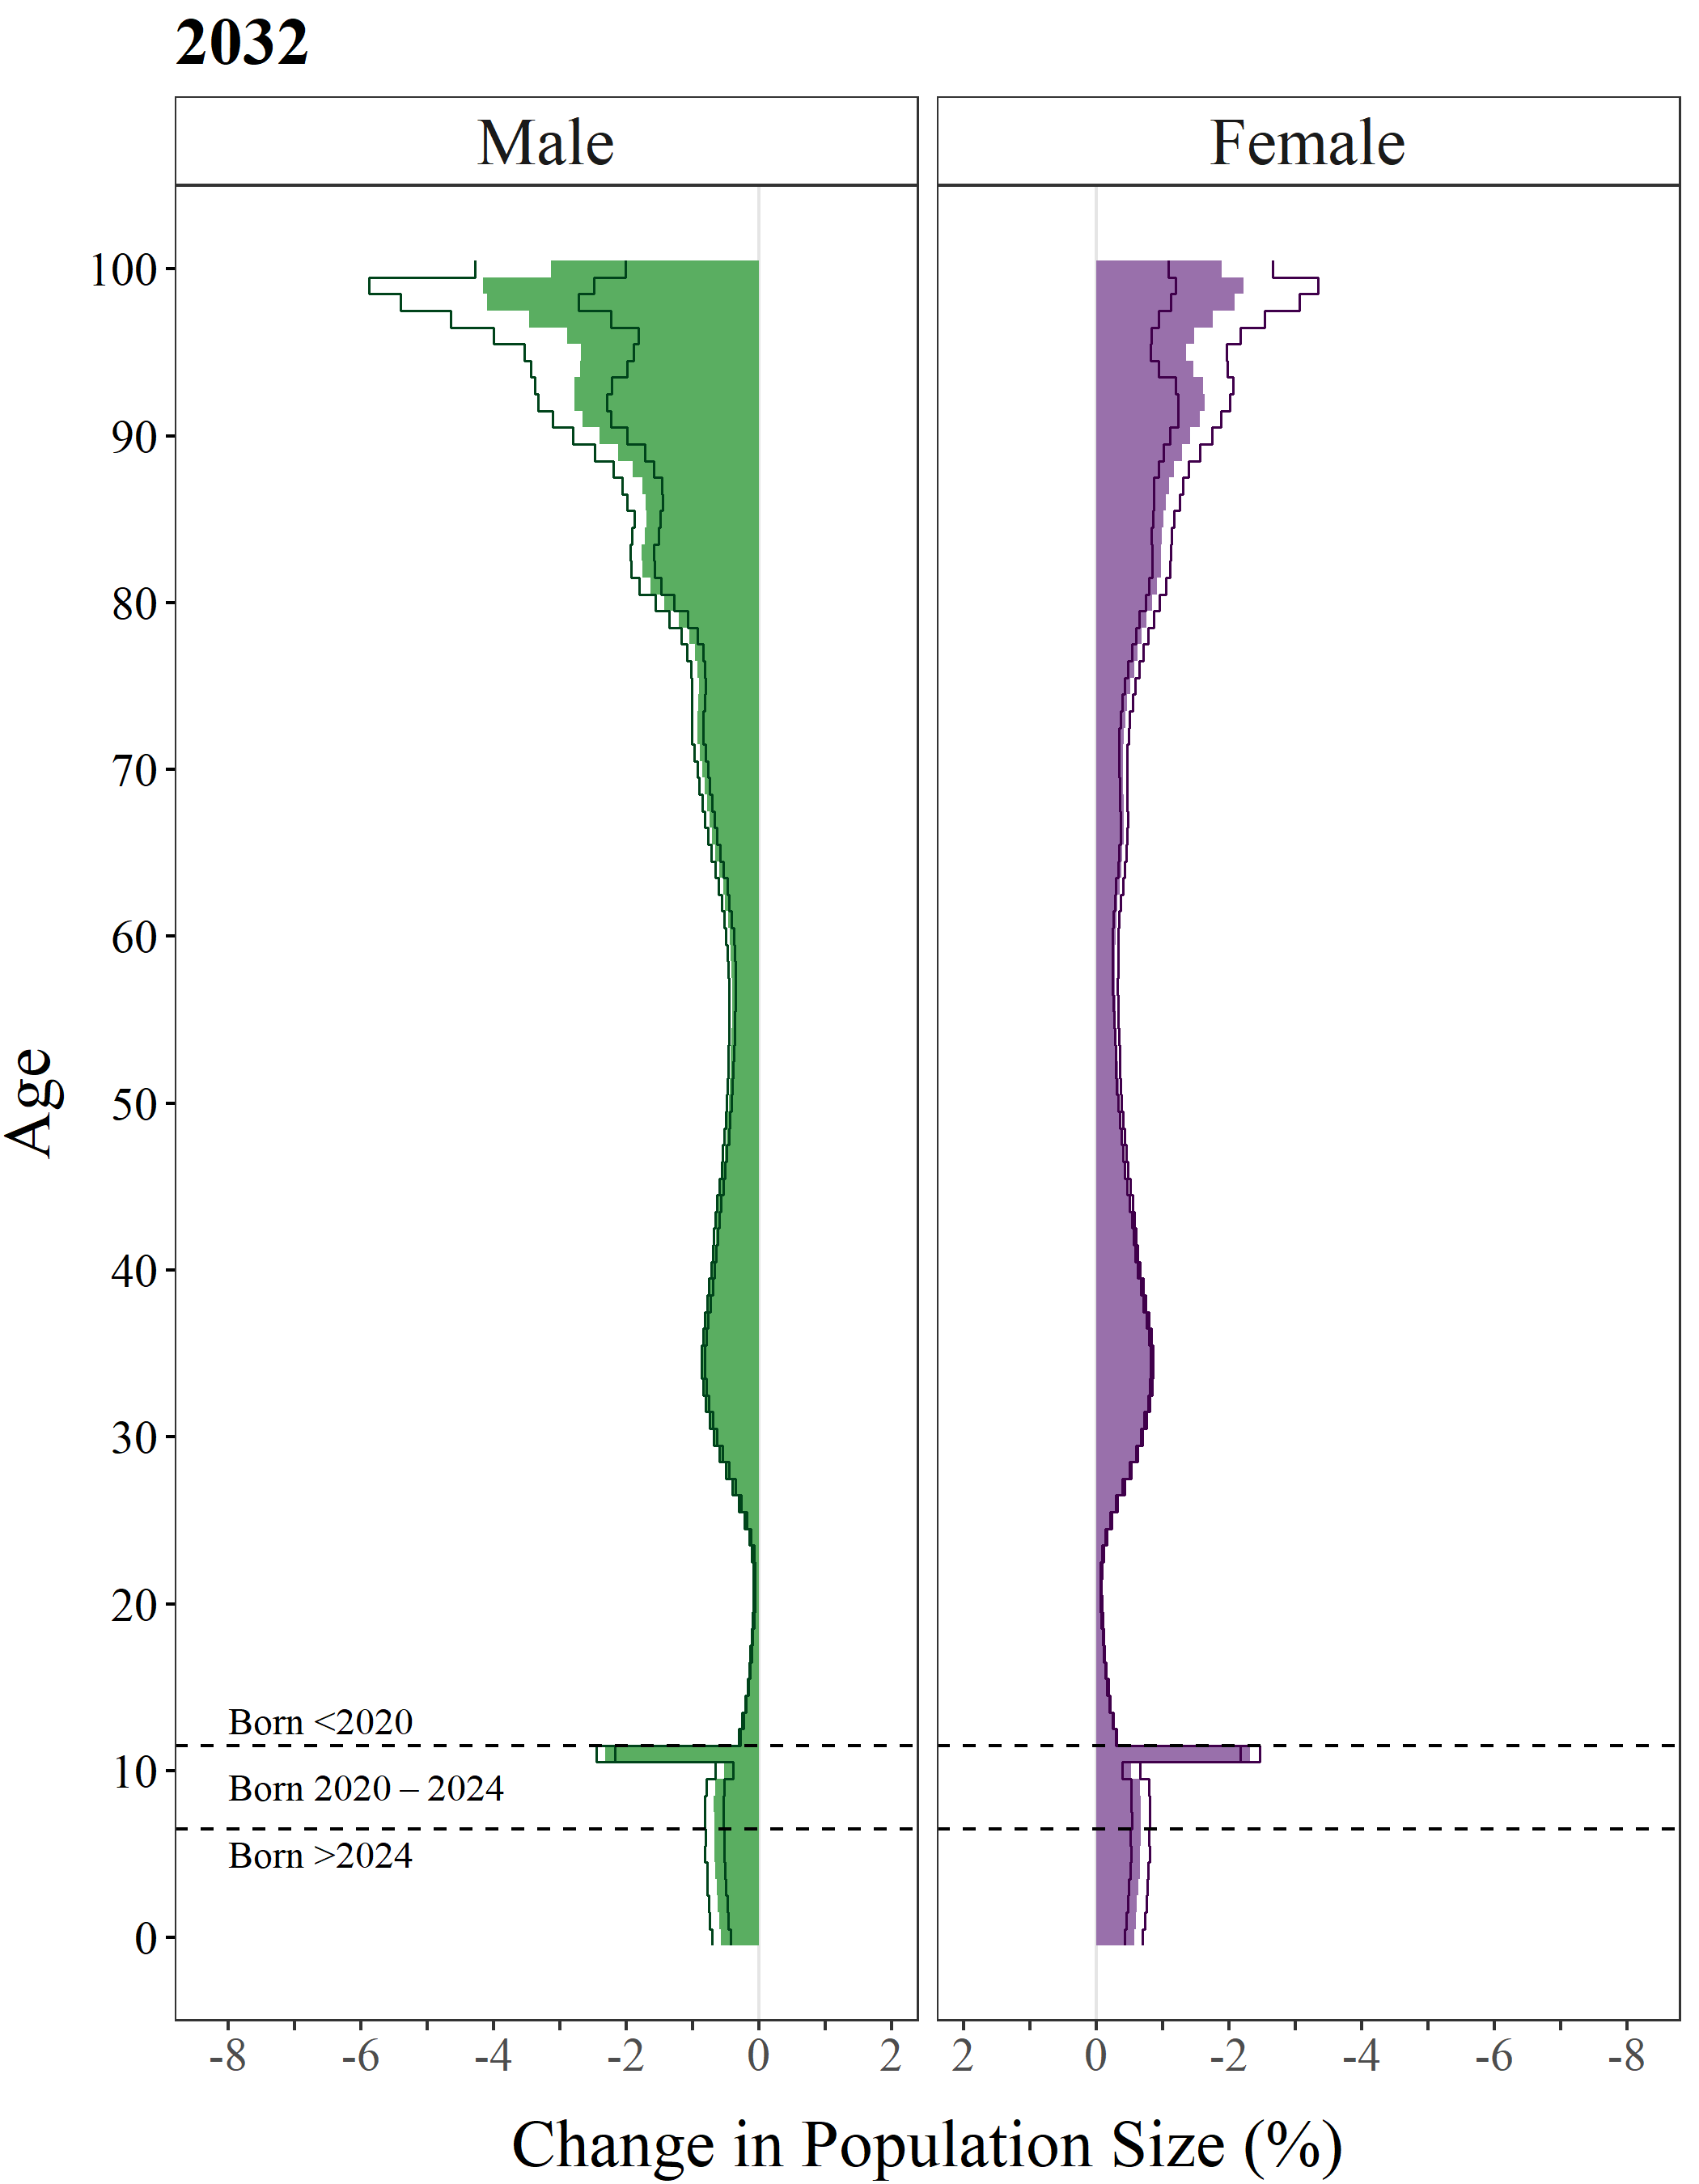 2032
Male
Female
100
90
80
70
60
50
40
30
20
10
0
Age
Born <2020
Born 2020 – 2024
Born >2024
-8 -6 -4 -2 0 2
2 0 -2 -4 -6 -8
Change in Population Size (%)